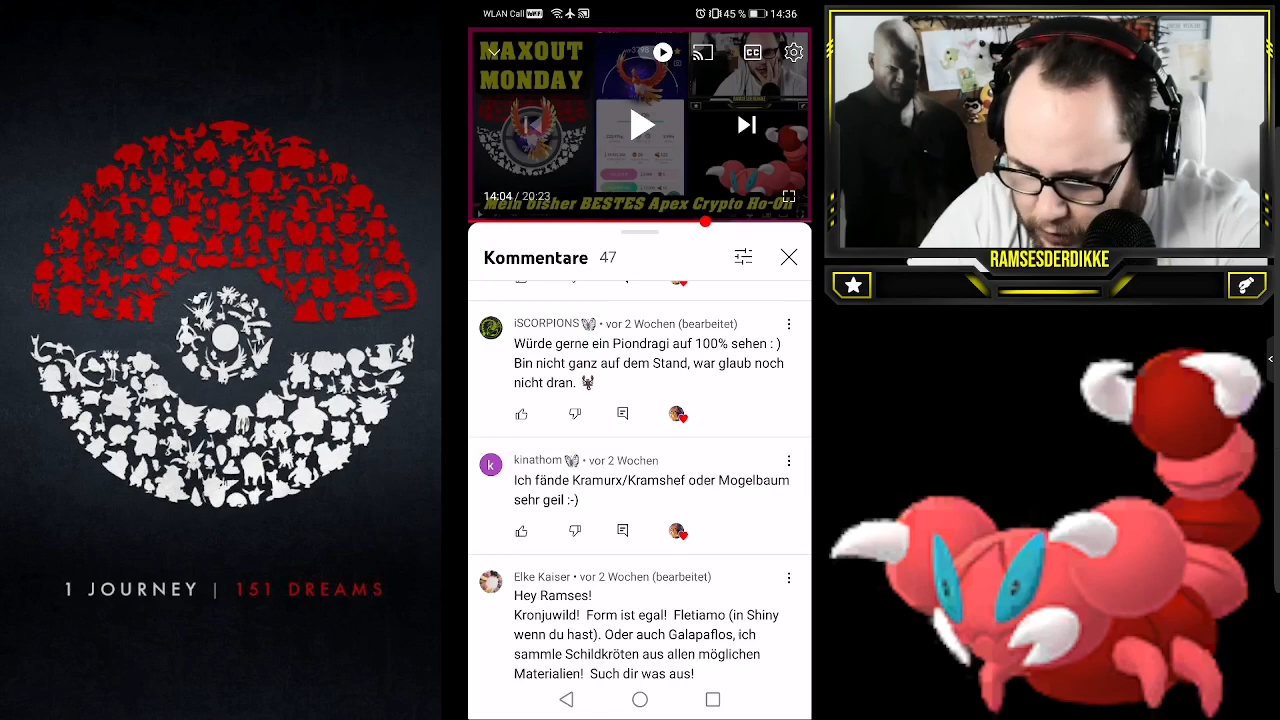 WLAN Call
45 % 14:36
MAXOUT
MONDAY
CC
14:04 / 20:23
Mein bisher BESTES Apex Crypto Ho-Oh
Kommentare 47
iSCORPIONS • vor 2 Wochen (bearbeitet)
Würde gerne ein Piondragi auf 100% sehen : )
Bin nicht ganz auf dem Stand, war glaub noch
nicht dran.
k
kinathom • vor 2 Wochen
Ich fände Kramurx/Kramshef oder Mogelbaum
sehr geil :-)
Elke Kaiser • vor 2 Wochen (bearbeitet)
Hey Ramses!
Kronjuwild! Form ist egal! Fletiamo (in Shiny
wenn du hast). Oder auch Galapaflos, ich
sammle Schildkröten aus allen möglichen
Materialien! Such dir was aus!
1 JOURNEY | 151 DREAMS
RAMSESDERDIKKE